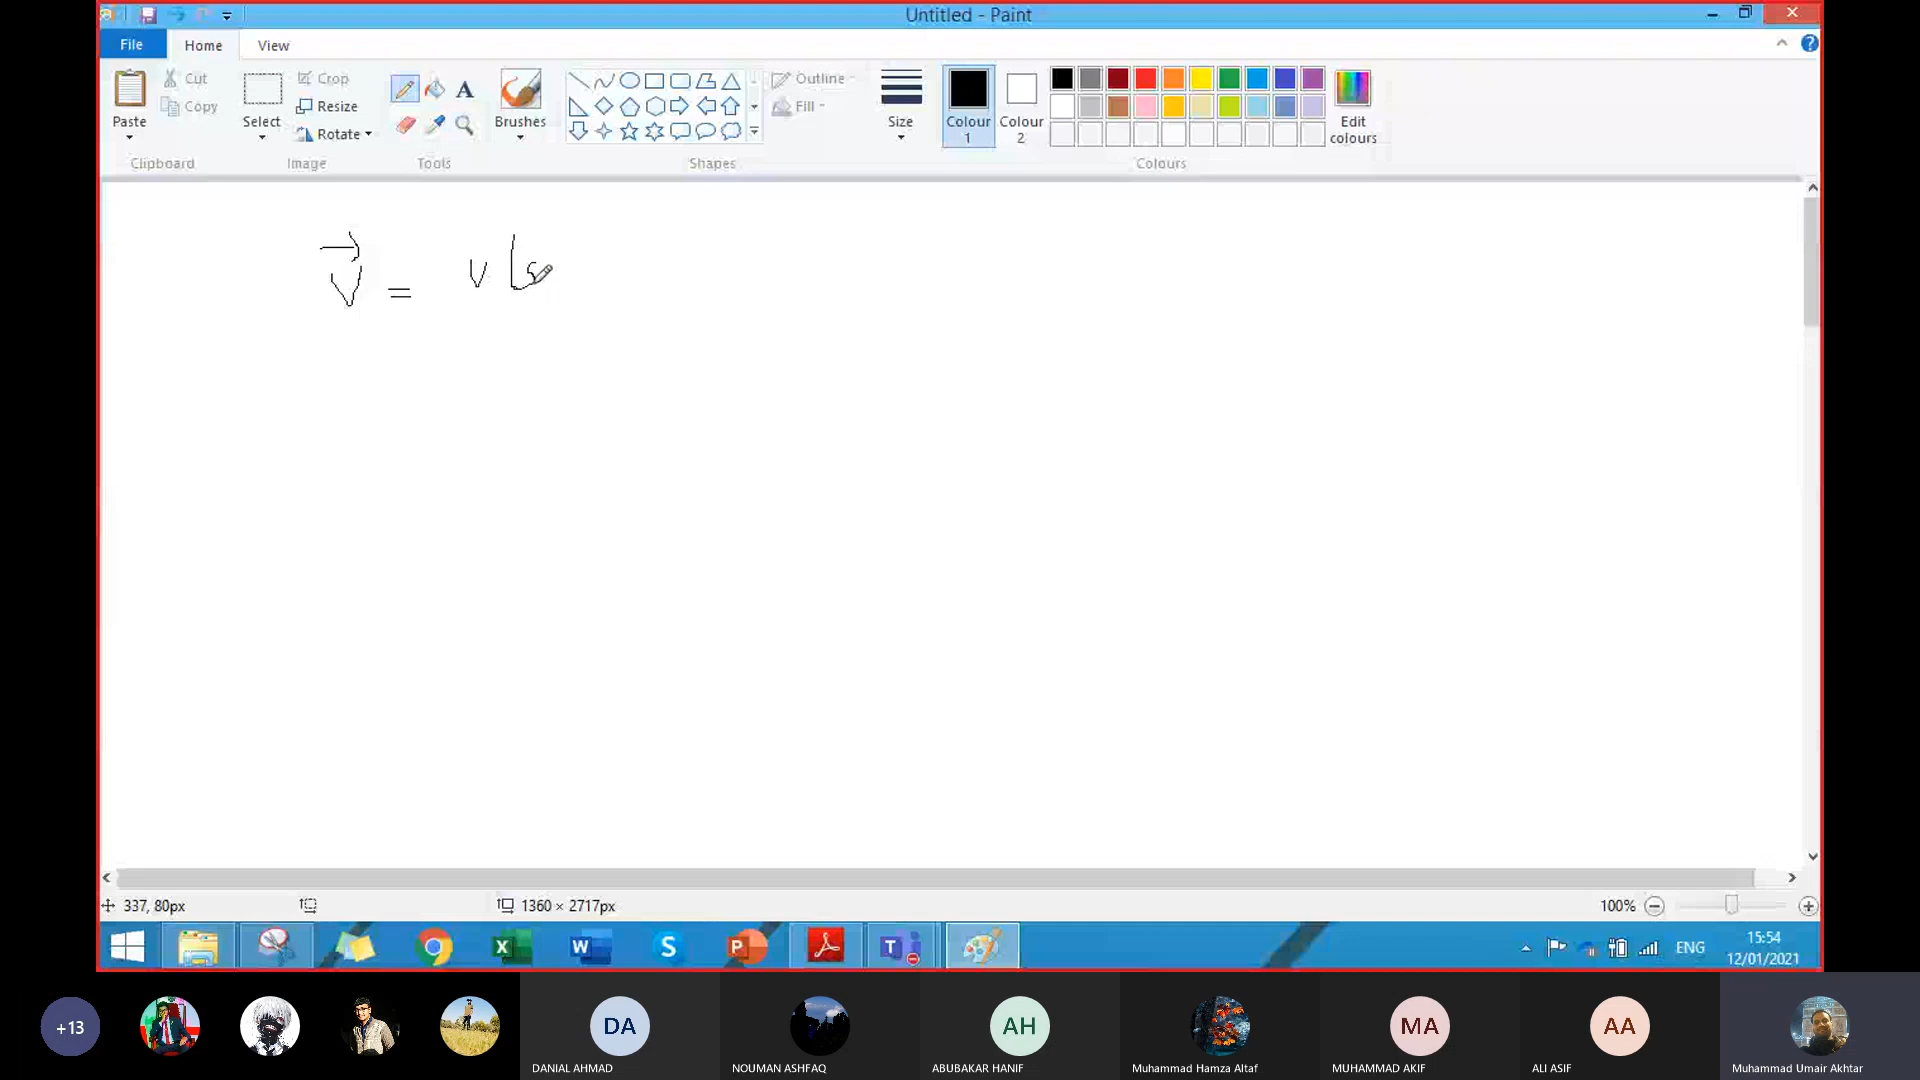 Untitled - Paint
File Home View
Cut Crop Outline
Copy Resize Fill
Paste Select Rotate Brushes Size Colour 1 Colour 2 Edit colours
Clipboard Image Tools Shapes Colours
V =  v (s
337, 80px 1360 × 2717px 100%
ENG 15:54
12/01/2021
+13 DA AH MA AA
DANIAL AHMAD NOUMAN ASHFAQ ABUBAKAR HANIF Muhammad Hamza Altaf MUHAMMAD AKIF ALI ASIF Muhammad Umair Akhtar